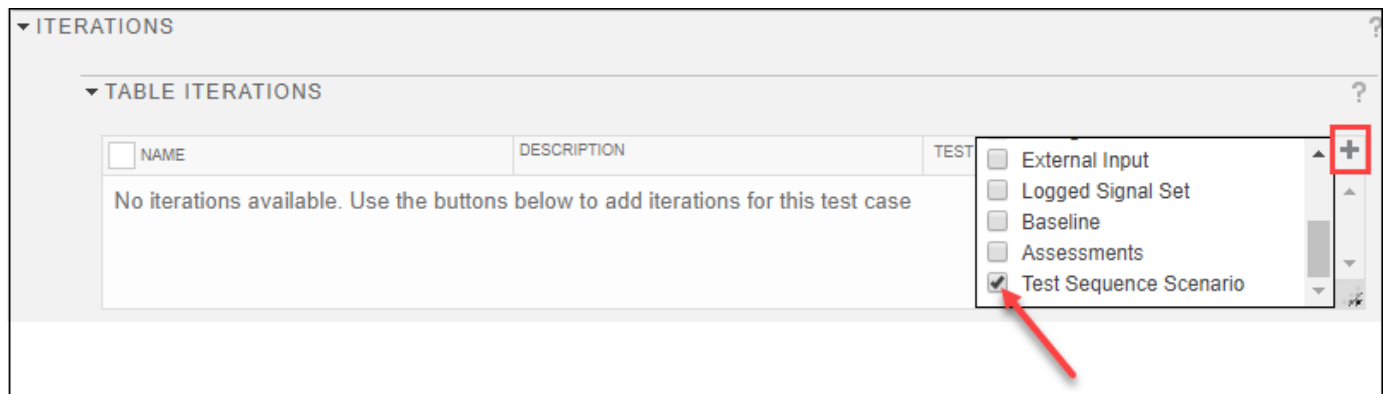 ITERATIONS ?
TABLE ITERATIONS ?
NAME DESCRIPTION TEST
External Input
Logged Signal Set
Baseline
Assessments
Test Sequence Scenario
No iterations available. Use the buttons below to add iterations for this test case